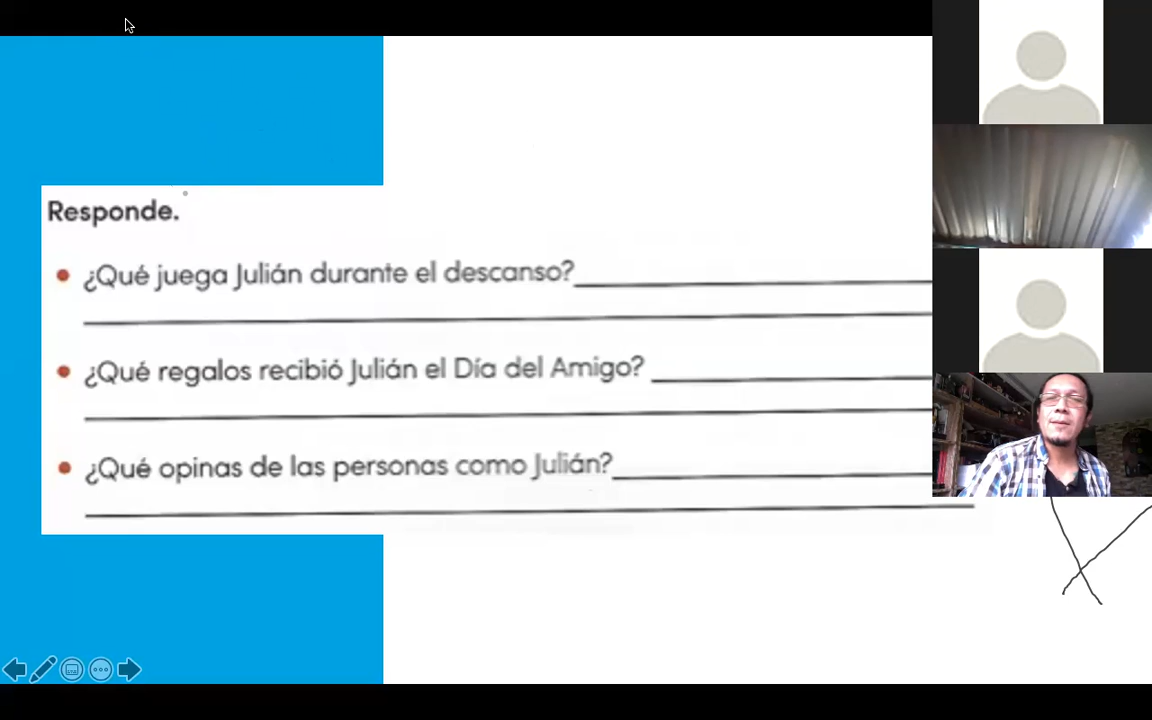 Responde.
¿Qué juega Julián durante el descanso?
¿Qué regalos recibió Julián el Día del Amigo?
¿Qué opinas de las personas como Julián?